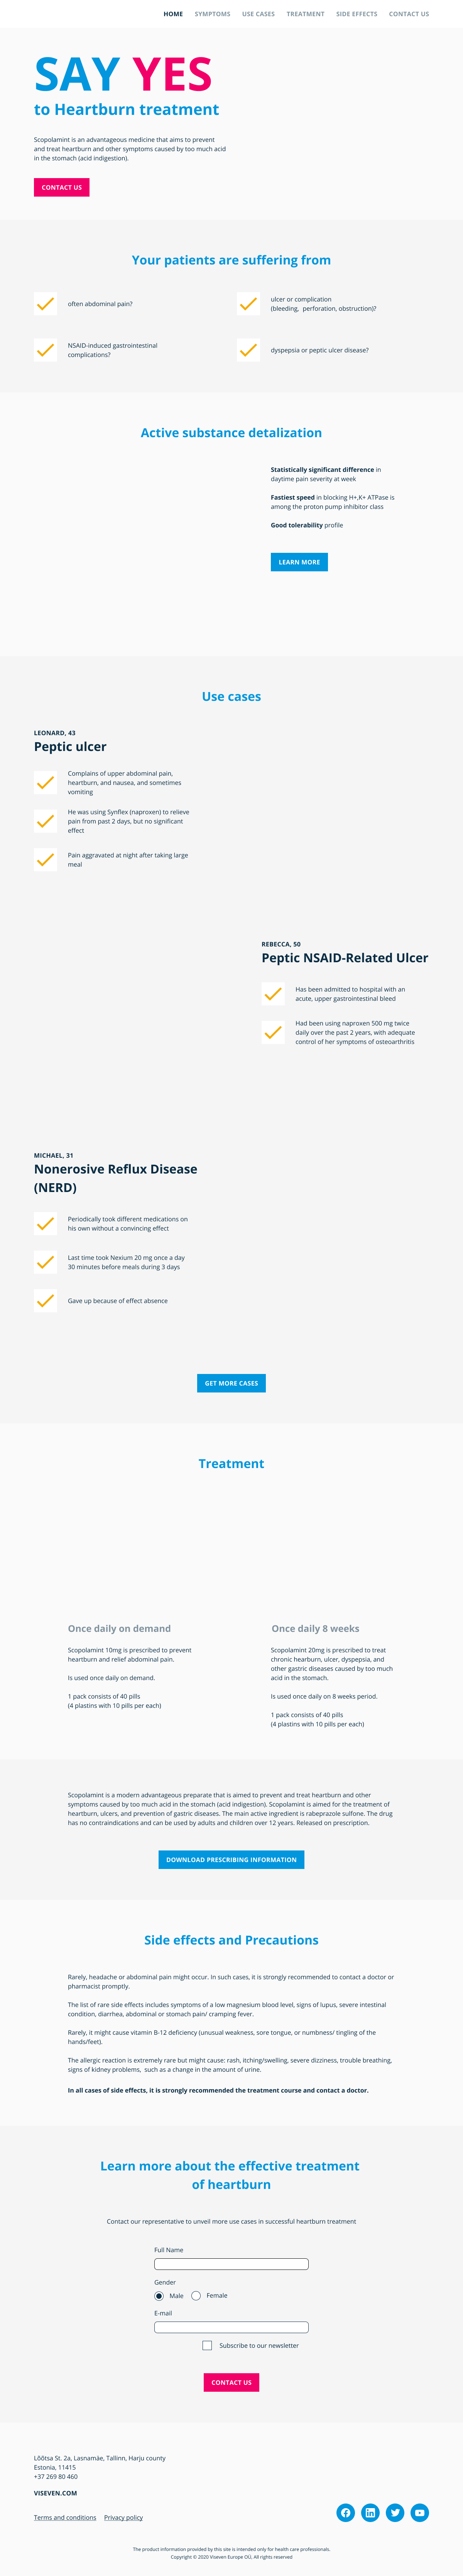 HOME SYMPTOMS USE CASES TREATMENT SIDE EFFECTS CONTACT US
SAY YES
to Heartburn treatment
Scopolamint is an advantageous medicine that aims to prevent
and treat heartburn and other symptoms caused by too much acid
in the stomach (acid indigestion).
CONTACT US
Your patients are suffering from
often abdominal pain?
ulcer or complication
(bleeding, perforation, obstruction)?
NSAID-induced gastrointestinal
complications?
dyspepsia or peptic ulcer disease?
Active substance detalization
Statistically significant difference in
daytime pain severity at week
Fastiest speed in blocking H+,K+ ATPase is
among the proton pump inhibitor class
Good tolerability profile
LEARN MORE
Use cases
LEONARD, 43
Peptic ulcer
Complains of upper abdominal pain,
heartburn, and nausea, and sometimes
vomiting
He was using Synflex (naproxen) to relieve
pain from past 2 days, but no significant
effect
Pain aggravated at night after taking large
meal
REBECCA, 50
Peptic NSAID-Related Ulcer
Has been admitted to hospital with an
acute, upper gastrointestinal bleed
Had been using naproxen 500 mg twice
daily over the past 2 years, with adequate
control of her symptoms of osteoarthritis
MICHAEL, 31
Nonerosive Reflux Disease
(NERD)
Periodically took different medications on
his own without a convincing effect
Last time took Nexium 20 mg once a day
30 minutes before meals during 3 days
Gave up because of effect absence
GET MORE CASES
Treatment
Once daily on demand
Scopolamint 10mg is prescribed to prevent
heartburn and relief abdominal pain.
Is used once daily on demand.
1 pack consists of 40 pills
(4 plastins with 10 pills per each)
Once daily 8 weeks
Scopolamint 20mg is prescribed to treat
chronic hearburn, ulcer, dyspepsia, and
other gastric diseases caused by too much
acid in the stomach.
Is used once daily on 8 weeks period.
1 pack consists of 40 pills
(4 plastins with 10 pills per each)
Scopolamint is a modern advantageous preparate that is aimed to prevent and treat heartburn and other
symptoms caused by too much acid in the stomach (acid indigestion). Scopolamint is aimed for the treatment of
heartburn, ulcers, and prevention of gastric diseases. The main active ingredient is rabeprazole sulfone. The drug
has no contraindications and can be used by adults and children over 12 years. Released on prescription.
DOWNLOAD PRESCRIBING INFORMATION
Side effects and Precautions
Rarely, headache or abdominal pain might occur. In such cases, it is strongly recommended to contact a doctor or
pharmacist promptly.
The list of rare side effects includes symptoms of a low magnesium blood level, signs of lupus, severe intestinal
condition, diarrhea, abdominal or stomach pain/ cramping fever.
Rarely, it might cause vitamin B-12 deficiency (unusual weakness, sore tongue, or numbness/ tingling of the
hands/feet).
The allergic reaction is extremely rare but might cause: rash, itching/swelling, severe dizziness, trouble breathing,
signs of kidney problems, such as a change in the amount of urine.
In all cases of side effects, it is strongly recommended the treatment course and contact a doctor.
Learn more about the effective treatment
of heartburn
Contact our representative to unveil more use cases in successful heartburn treatment
Full Name
Gender
Male Female
E-mail
Subscribe to our newsletter
CONTACT US
Lõõtsa St. 2a, Lasnamäe, Tallinn, Harju county
Estonia, 11415
+37 269 80 460
VISEVEN.COM
Terms and conditions Privacy policy
The product information provided by this site is intended only for health care professionals.
Copyright © 2020 Viseven Europe OÜ, All rights reserved